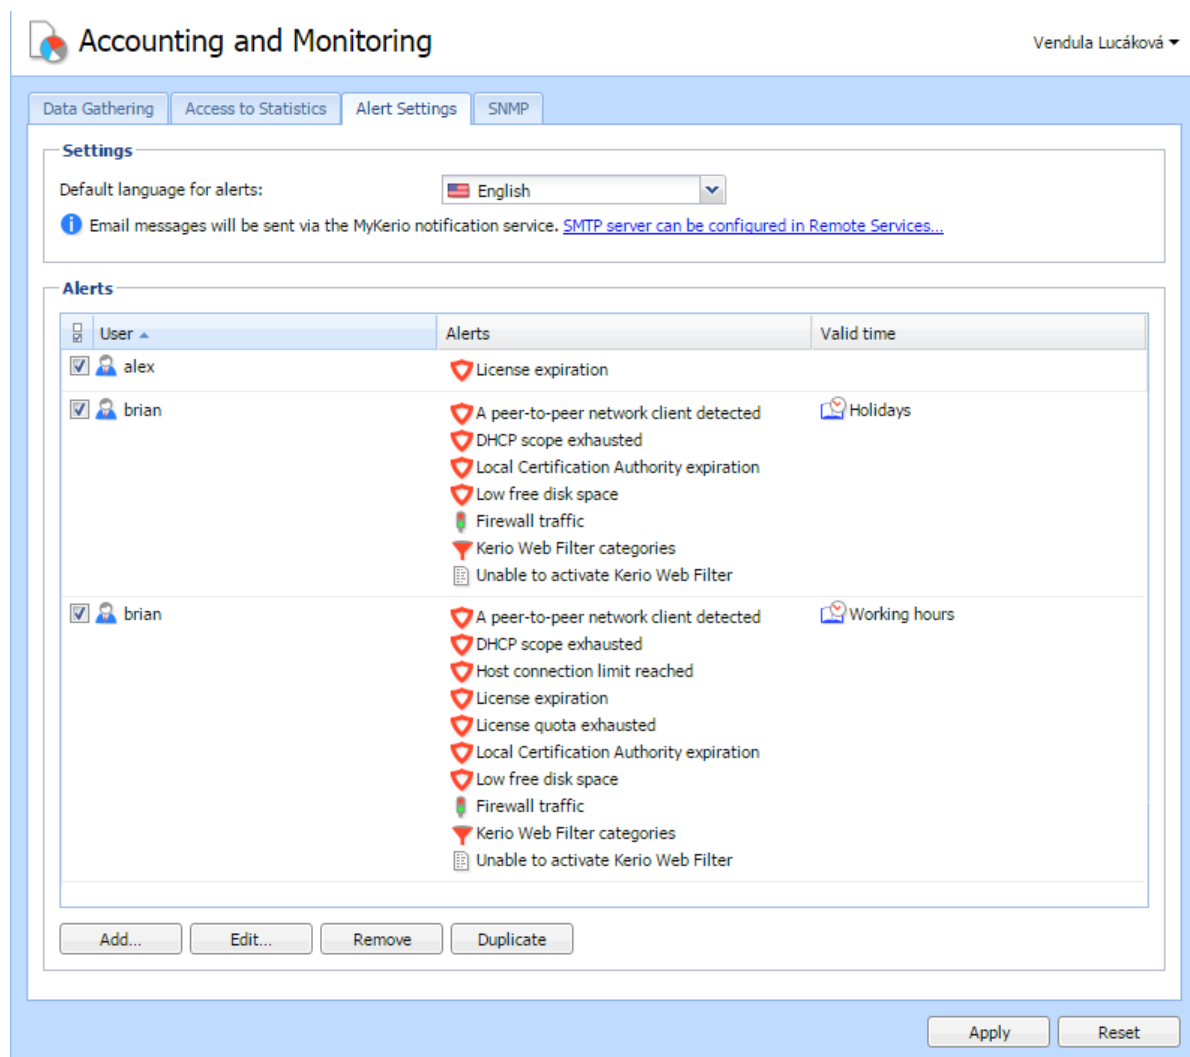 Accounting and Monitoring
Vendula Lucáková
Data Gathering
Access to Statistics
Alert Settings
SNMP
Settings
Default language for alerts:
English
Email messages will be sent via the MyKerio notification service. SMTP server can be configured in Remote Services...
Alerts
User
Alerts
Valid time
alex
License expiration
brian
A peer-to-peer network client detected
Holidays
DHCP scope exhausted
Local Certification Authority expiration
Low free disk space
Firewall traffic
Kerio Web Filter categories
Unable to activate Kerio Web Filter
brian
A peer-to-peer network client detected
Working hours
DHCP scope exhausted
Host connection limit reached
License expiration
License quota exhausted
Local Certification Authority expiration
Low free disk space
Firewall traffic
Kerio Web Filter categories
Unable to activate Kerio Web Filter
Add...
Edit...
Remove
Duplicate
Apply
Reset